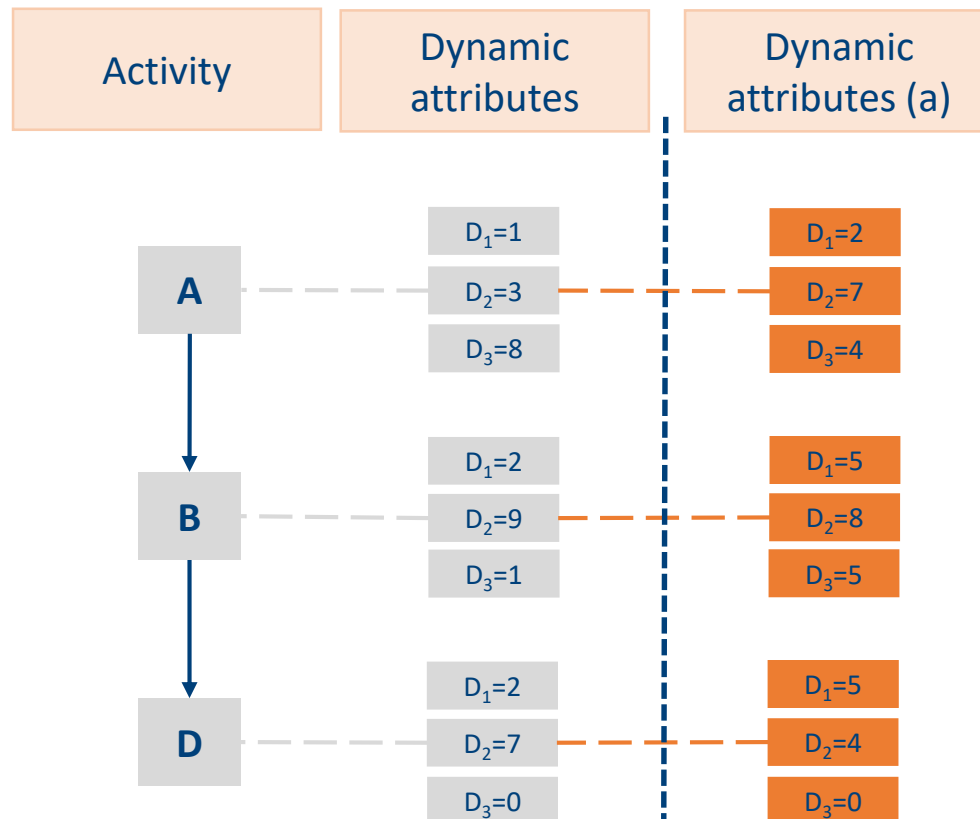 Activity
Dynamic
attributes
Dynamic
attributes (a)
D₁=1
D₁=2
A
D₂=3
D₂=7
D₃=8
D₃=4
D₁=2
D₁=5
B
D₂=9
D₂=8
D₃=1
D₃=5
D₁=2
D₁=5
D
D₂=7
D₂=4
D₃=0
D₃=0